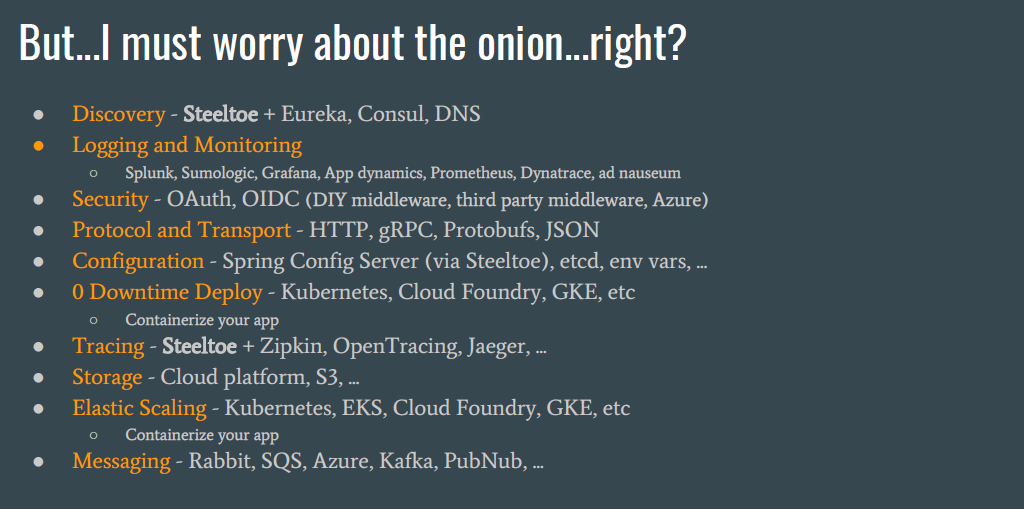 But...I must worry about the onion...right?
● Discovery - Steeltoe + Eureka, Consul, DNS
● Logging and Monitoring
○ Splunk, Sumologic, Grafana, App dynamics, Prometheus, Dynatrace, ad nauseum
● Security - OAuth, OIDC (DIY middleware, third party middleware, Azure)
● Protocol and Transport - HTTP, gRPC, Protobufs, JSON
● Configuration - Spring Config Server (via Steeltoe), etcd, env vars, ...
● 0 Downtime Deploy - Kubernetes, Cloud Foundry, GKE, etc
○ Containerize your app
● Tracing - Steeltoe + Zipkin, OpenTracing, Jaeger, ...
● Storage - Cloud platform, S3, ...
● Elastic Scaling - Kubernetes, EKS, Cloud Foundry, GKE, etc
○ Containerize your app
● Messaging - Rabbit, SQS, Azure, Kafka, PubNub, ...